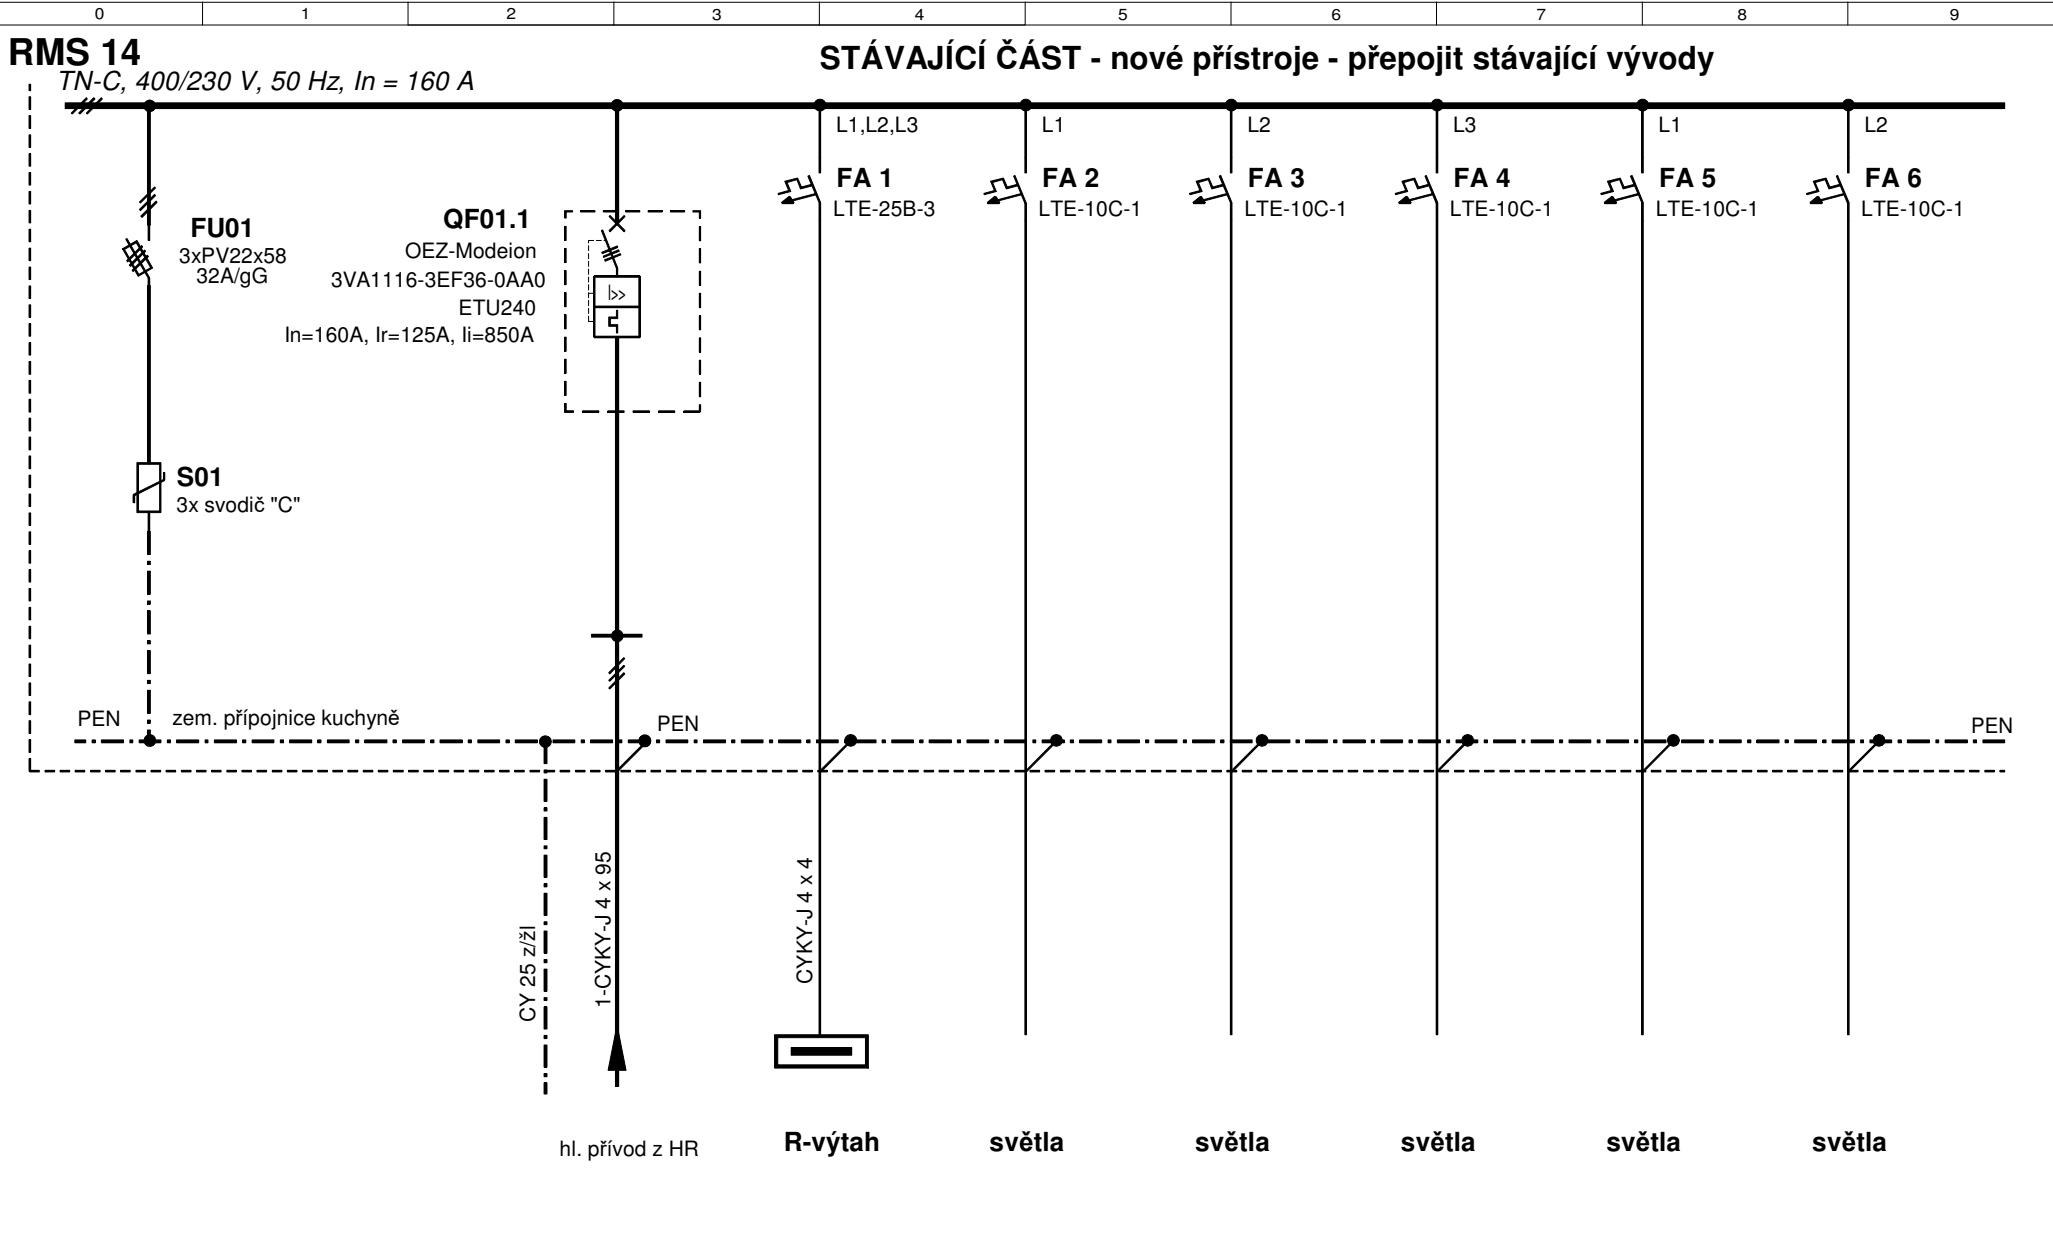 0 1 2 3 4 5 6 7 8 9
RMS 14
STÁVAJÍCÍ ČÁST - nové přístroje - přepojit stávající vývody
TN-C, 400/230 V, 50 Hz, In = 160 A
L1,L2,L3 L1 L2 L3 L1 L2
FA 1 FA 2 FA 3 FA 4 FA 5 FA 6
LTE-25B-3 LTE-10C-1 LTE-10C-1 LTE-10C-1 LTE-10C-1 LTE-10C-1
FU01
3xPV22x58
32A/gG
QF01.1
OEZ-Modeion
3VA1116-3EF36-0AA0
ETU240
In=160A, Ir=125A, Ii=850A
I>>
S01
3x svodič "C"
PEN zem. přípojnice kuchyně PEN PEN
CY 25 z/žl
1-CYKY-J 4 x 95
CYKY-J 4 x 4
hl. přívod z HR
R-výtah světla světla světla světla světla